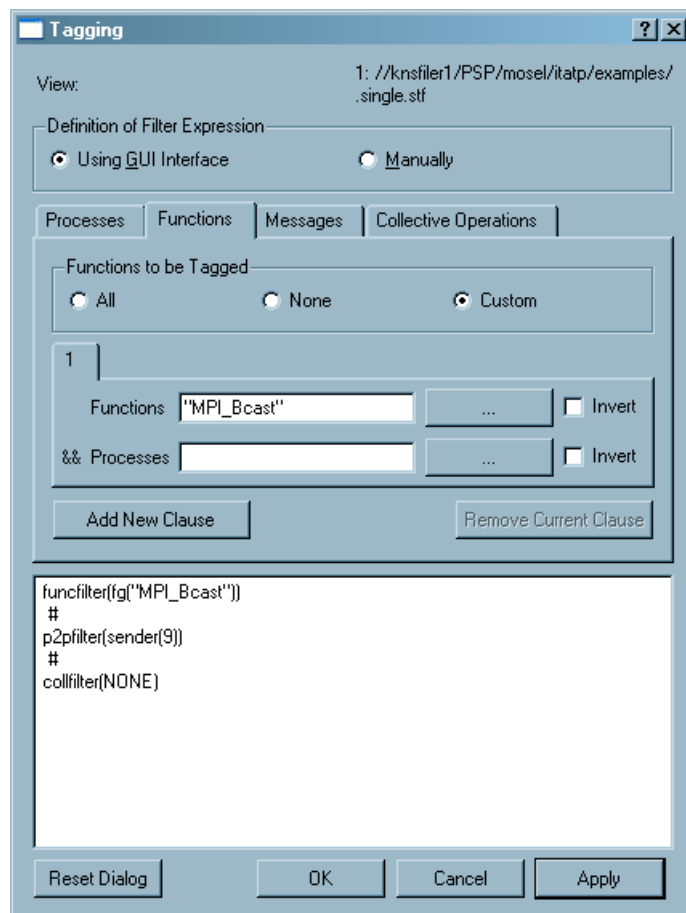 Tagging
View:
1: //knsfiler1/PSP/mosel/itatp/examples/
.single.stf
Definition of Filter Expression
Using GUI Interface
Manually
Processes Functions Messages Collective Operations
Functions to be Tagged
All
None
Custom
1
Functions "MPI_Bcast" ... Invert
&& Processes ... Invert
Add New Clause
Remove Current Clause
funcfilter(fg("MPI_Bcast"))
#
p2pfilter(sender(9))
#
collfilter(NONE)
Reset Dialog OK Cancel Apply